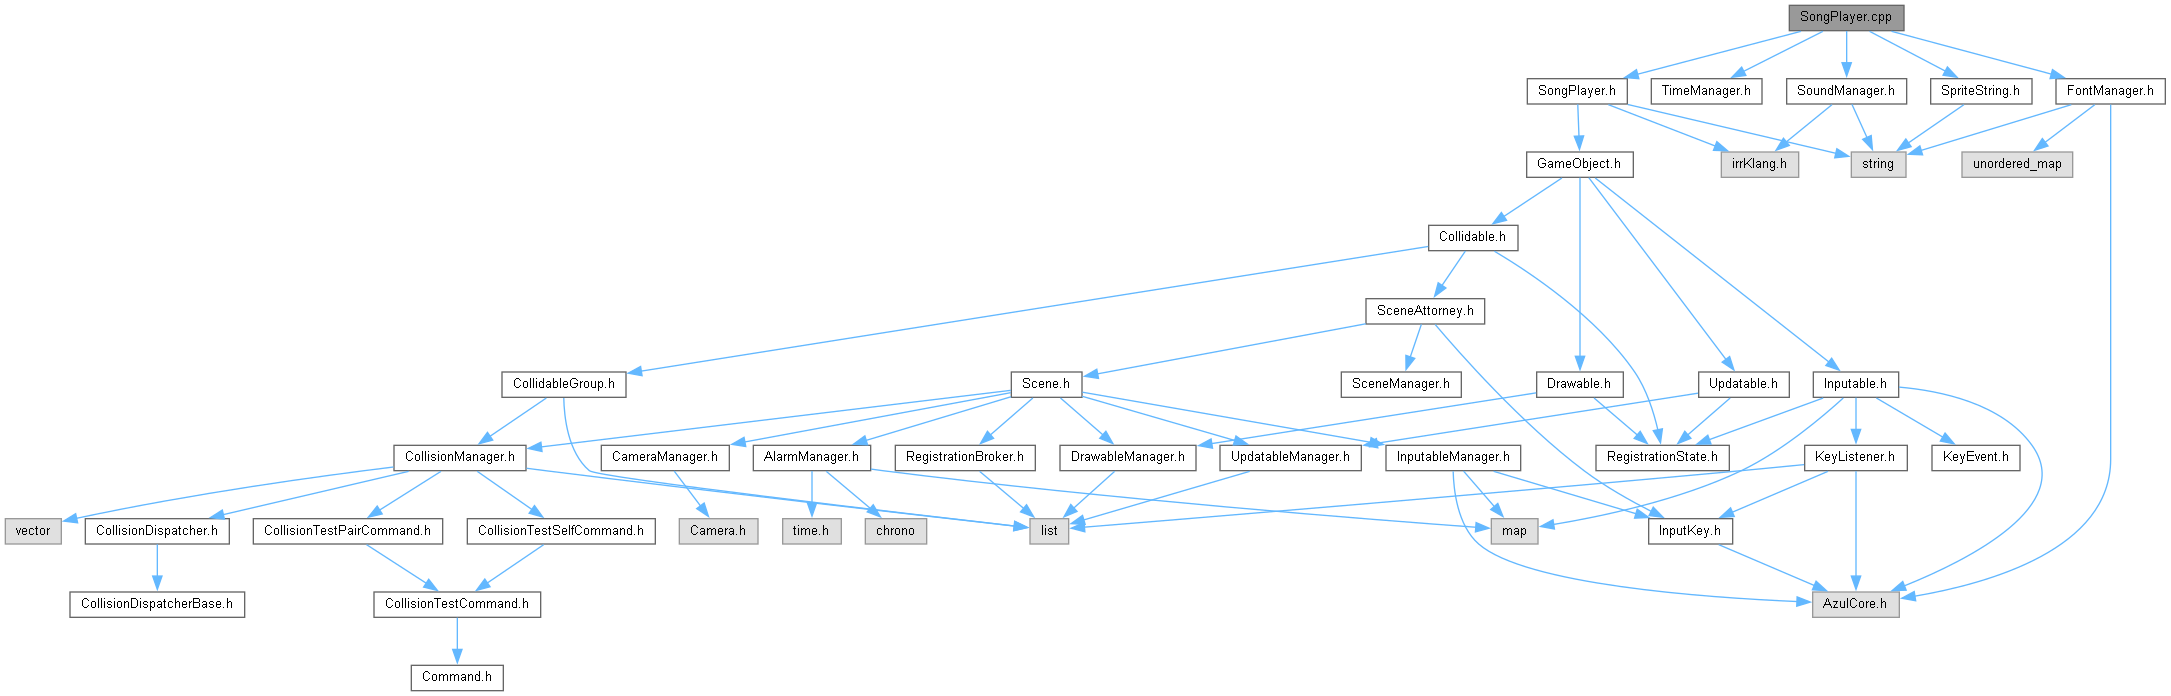 SongPlayer.cpp
SongPlayer.h
TimeManager.h
SoundManager.h
SpriteString.h
FontManager.h
GameObject.h
irrKlang.h
string
unordered_map
Collidable.h
SceneAttorney.h
CollidableGroup.h
Scene.h
SceneManager.h
Drawable.h
Updatable.h
Inputable.h
CollisionManager.h
CameraManager.h
AlarmManager.h
RegistrationBroker.h
DrawableManager.h
UpdatableManager.h
InputableManager.h
RegistrationState.h
KeyListener.h
KeyEvent.h
vector
CollisionDispatcher.h
CollisionTestPairCommand.h
CollisionTestSelfCommand.h
Camera.h
time.h
chrono
list
map
InputKey.h
CollisionDispatcherBase.h
CollisionTestCommand.h
AzulCore.h
Command.h